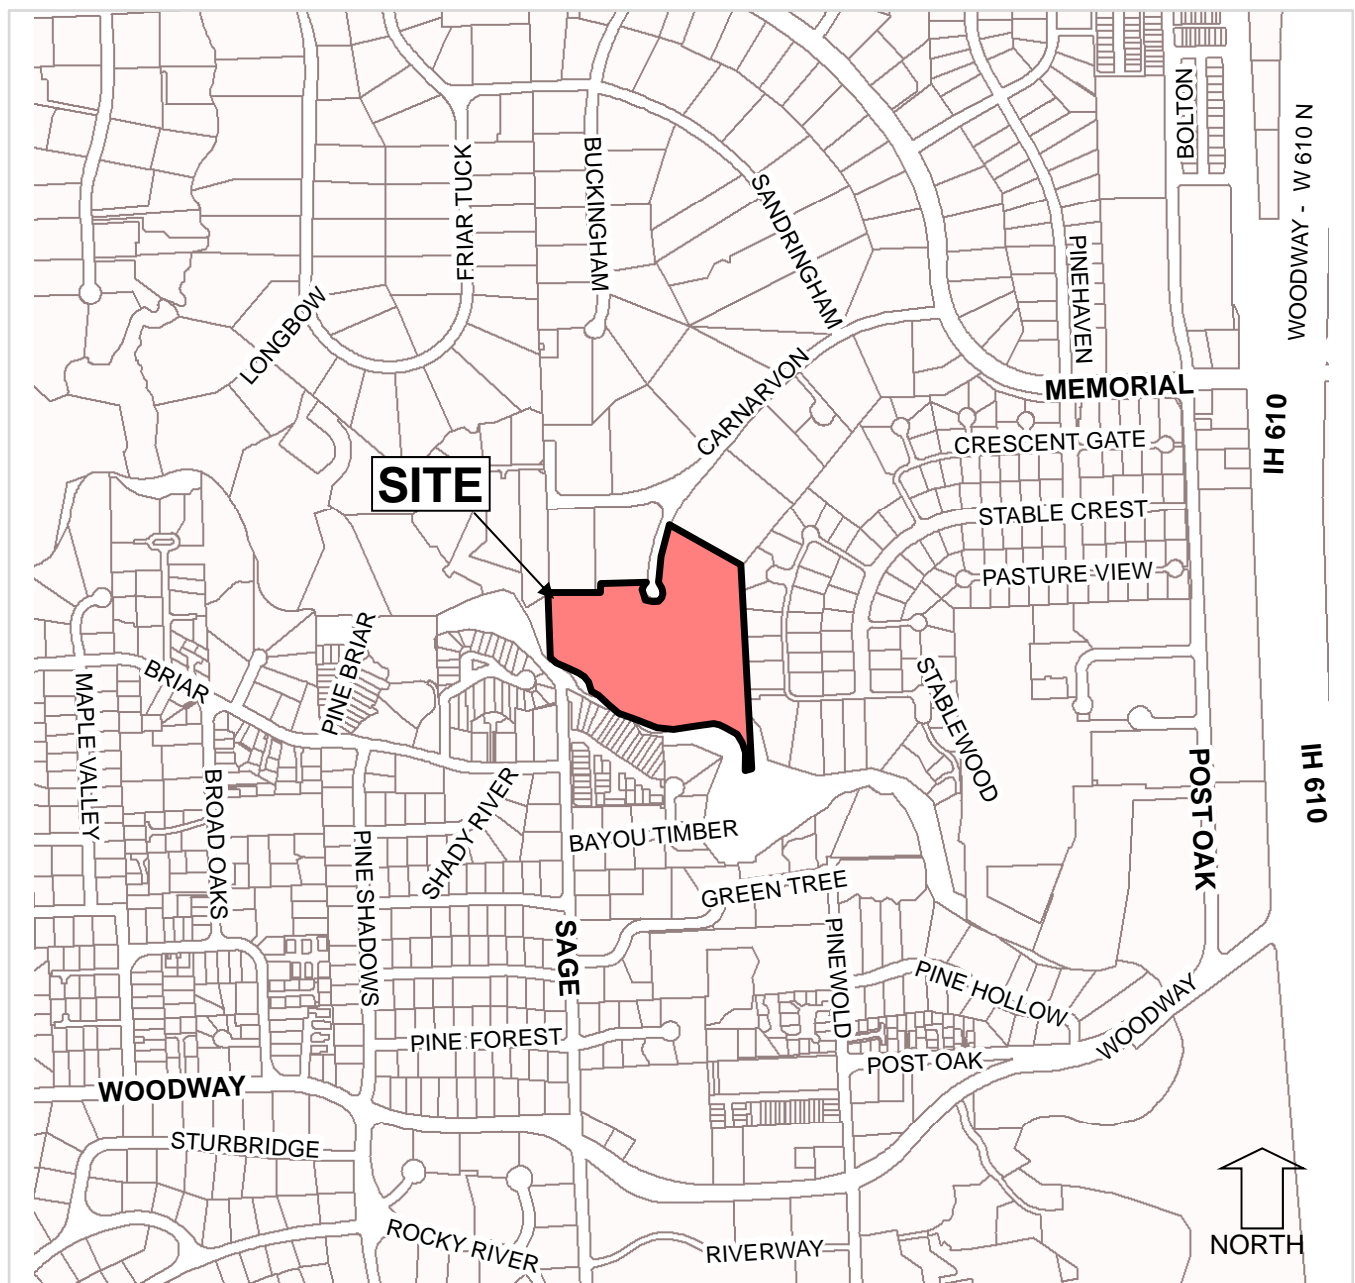 BOLTON
WOODWAY - W 610 N
FRIAR TUCK
BUCKINGHAM
SANDRINGHAM
PINEHAVEN
LONGBOW
MEMORIAL
CARNARVON
IH 610
CRESCENT GATE
SITE
STABLE CREST
PASTURE VIEW
PINE BRIAR
BRIAR
MAPLE VALLEY
STABLEWOOD
POST OAK
IH 610
BROAD OAKS
SHADY RIVER
PINE SHADOWS
BAYOU TIMBER
GREEN TREE
SAGE
PINEWOLD
PINE HOLLOW
WOODWAY
PINE FOREST
POST OAK
WOODWAY
STURBRIDGE
ROCKY RIVER
RIVERWAY
NORTH